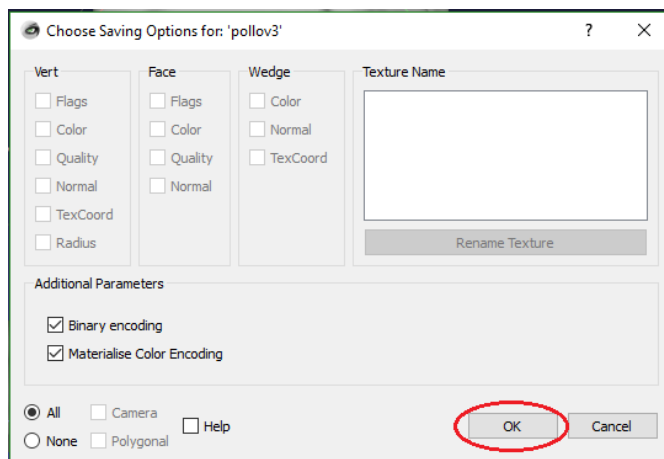 Choose Saving Options for: 'pollov3'
? X
Vert
Flags
Color
Quality
Normal
TexCoord
Radius
Face
Flags
Color
Quality
Normal
Wedge
Color
Normal
TexCoord
Texture Name
Rename Texture
Additional Parameters
Binary encoding
Materialise Color Encoding
All
None
Camera
Polygonal
Help
OK
Cancel